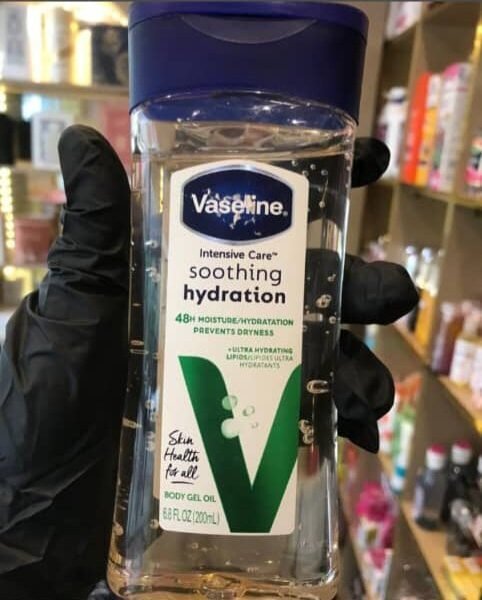 Vaseline.
Intensive Care™
soothing
hydration
48H MOISTURE/HYDRATATION
PREVENTS DRYNESS
+ULTRA HYDRATING
LIPIDS/LIPIDES ULTRA
HYDRATANTS
Skin
Health
for all
BODY GEL OIL
6.8 FL OZ (200mL)